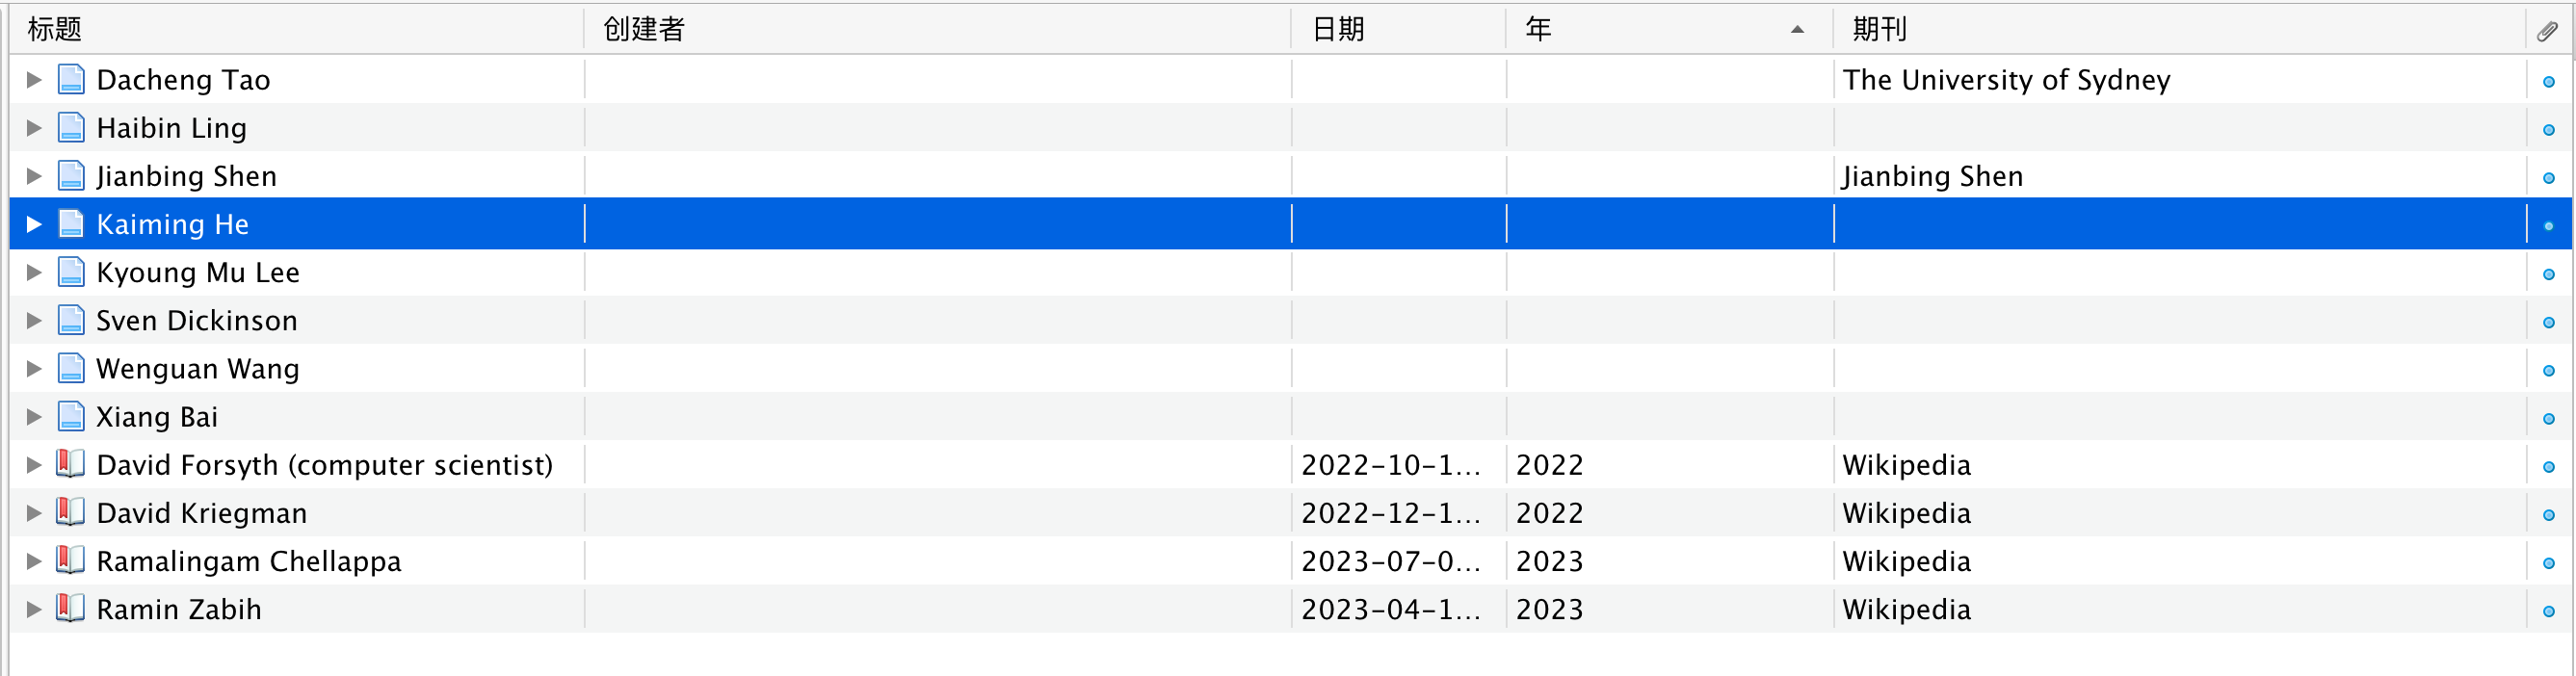 标题 创建者 日期 年 期刊
Dacheng Tao The University of Sydney
Haibin Ling
Jianbing Shen Jianbing Shen
Kaiming He
Kyoung Mu Lee
Sven Dickinson
Wenguan Wang
Xiang Bai
David Forsyth (computer scientist) 2022-10-1... 2022 Wikipedia
David Kriegman 2022-12-1... 2022 Wikipedia
Ramalingam Chellappa 2023-07-0... 2023 Wikipedia
Ramin Zabih 2023-04-1... 2023 Wikipedia